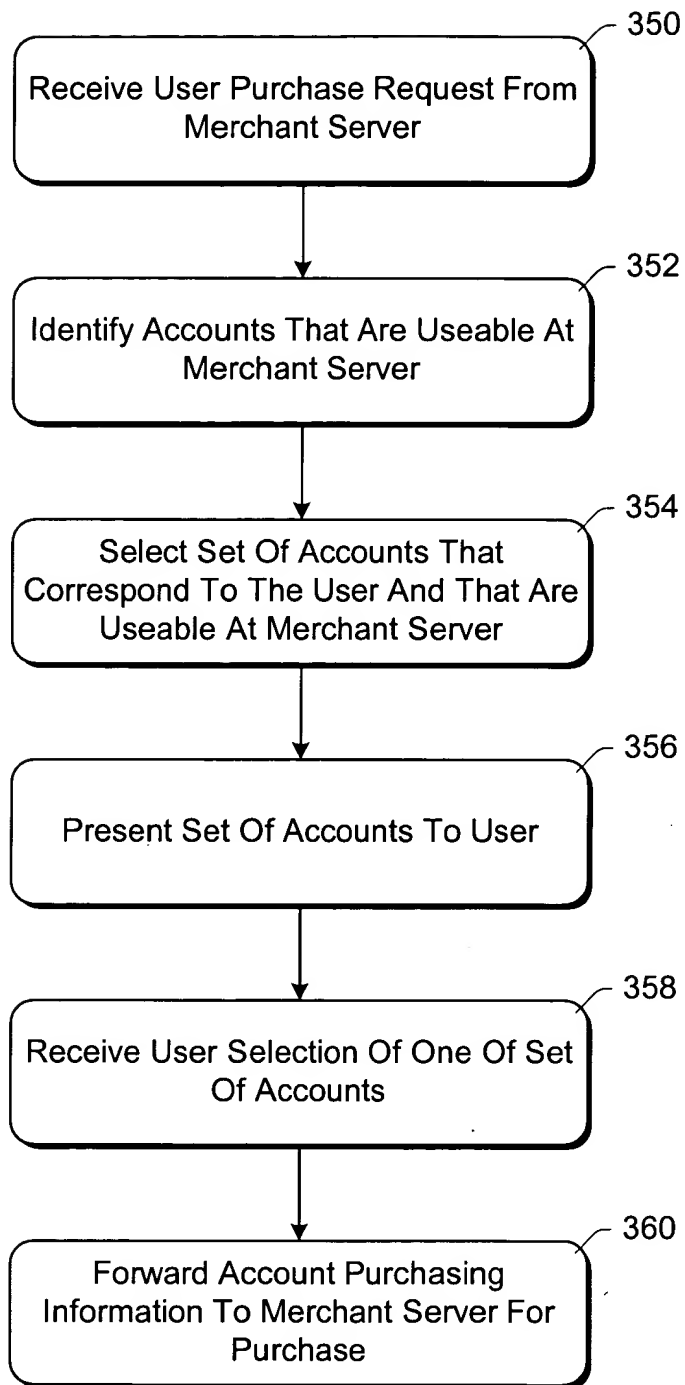 350
Receive User Purchase Request From
Merchant Server
352
Identify Accounts That Are Useable At
Merchant Server
354
Select Set Of Accounts That
Correspond To The User And That Are
Useable At Merchant Server
356
Present Set Of Accounts To User
358
Receive User Selection Of One Of Set
Of Accounts
360
Forward Account Purchasing
Information To Merchant Server For
Purchase